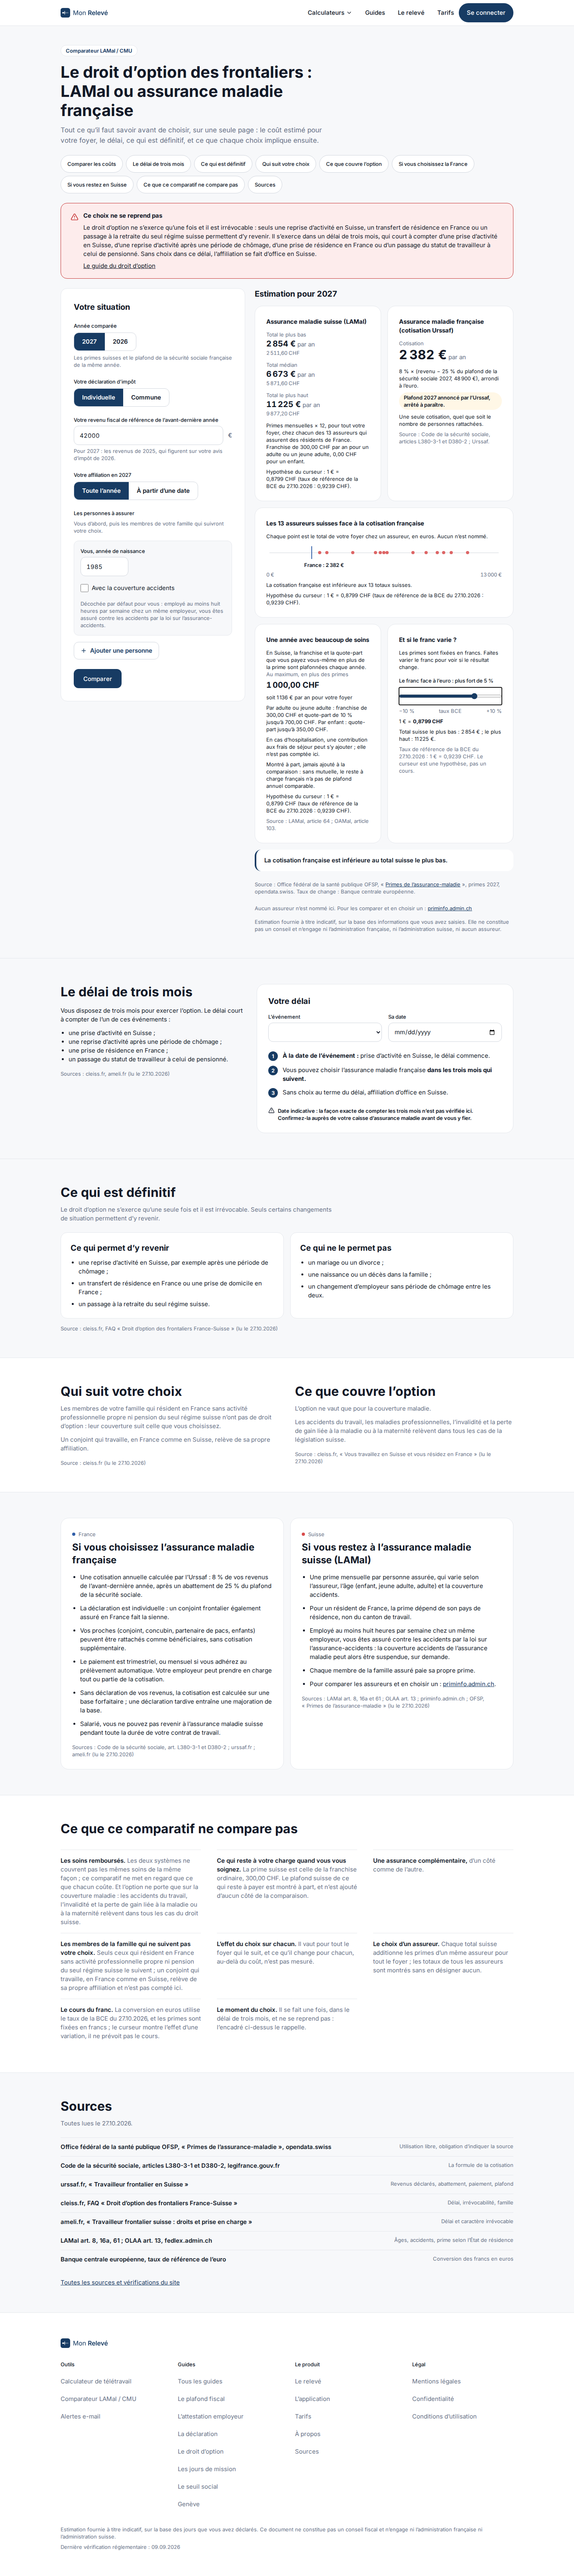 Mon Relevé
Calculateurs
Guides
Le relevé
Tarifs
Se connecter
Comparateur LAMal / CMU
Le droit d'option des frontaliers :
LAMal ou assurance maladie
française
Tout ce qu'il faut savoir avant de choisir, sur une seule page : le coût estimé pour
votre foyer, le délai, ce qui est définitif, et ce que chaque choix implique ensuite.
Comparer les coûts
Le délai de trois mois
Ce qui est définitif
Qui suit votre choix
Ce que couvre l'option
Si vous choisissez la France
Si vous restez en Suisse
Ce que ce comparatif ne compare pas
Sources
Ce choix ne se reprend pas
Le droit d'option ne s'exerce qu'une fois et il est irrévocable : seuls une reprise d'activité en Suisse, un transfert de résidence en France ou un
passage à la retraite du seul régime suisse permettent d'y revenir. Il s'exerce dans un délai de trois mois, qui court à compter d'une prise d'activité
en Suisse, d'une reprise d'activité après une période de chômage, d'une prise de résidence en France ou du passage du statut de travailleur à
celui de pensionné. Sans choix dans ce délai, l'affiliation se fait d'office en Suisse.
Le guide du droit d'option
Votre situation
Année comparée
2027
2026
Les primes suisses et le plafond de la sécurité sociale française
de la même année.
Votre déclaration d'impôt
Individuelle
Commune
Votre revenu fiscal de référence de l'avant-dernière année
42000
€
Pour 2027 : les revenus de 2025, qui figurent sur votre avis
d'impôt de 2026.
Votre affiliation en 2027
Toute l'année
À partir d'une date
Les personnes à assurer
Vous d'abord, puis les membres de votre famille qui suivront
votre choix.
Vous, année de naissance
1985
Avec la couverture accidents
Décochée par défaut pour vous : employé au moins huit
heures par semaine chez un même employeur, vous êtes
assuré contre les accidents par la loi sur l'assurance-
accidents.
Ajouter une personne
Comparer
Estimation pour 2027
Assurance maladie suisse (LAMal)
Total le plus bas
2 854 € par an
2 511,60 CHF
Total médian
6 673 € par an
5 871,60 CHF
Total le plus haut
11 225 € par an
9 877,20 CHF
Primes mensuelles × 12, pour tout votre
foyer, chez chacun des 13 assureurs qui
assurent des résidents de France.
Franchise de 300,00 CHF par an pour un
adulte ou un jeune adulte, 0,00 CHF
pour un enfant.
Hypothèse du curseur : 1 € =
0,8799 CHF (taux de référence de la
BCE du 27.10.2026 : 0,9239 CHF).
Assurance maladie française
(cotisation Urssaf)
Cotisation
2 382 € par an
8 % × (revenu − 25 % du plafond de la
sécurité sociale 2027, 48 900 €), arrondi
à l'euro.
Plafond 2027 annoncé par l'Urssaf,
arrêté à paraître.
Une seule cotisation, quel que soit le
nombre de personnes rattachées.
Source : Code de la sécurité sociale,
articles L380-3-1 et D380-2 ; Urssaf.
Les 13 assureurs suisses face à la cotisation française
Chaque point est le total de votre foyer chez un assureur, en euros. Aucun n'est nommé.
France : 2 382 €
0 €
13 000 €
La cotisation française est inférieure aux 13 totaux suisses.
Hypothèse du curseur : 1 € = 0,8799 CHF (taux de référence de la BCE du 27.10.2026 :
0,9239 CHF).
Une année avec beaucoup de soins
En Suisse, la franchise et la quote-part
que vous payez vous-même en plus de
la prime sont plafonnées chaque année.
Au maximum, en plus des primes
1 000,00 CHF
soit 1 136 € par an pour votre foyer
Par adulte ou jeune adulte : franchise de
300,00 CHF et quote-part de 10 %
jusqu'à 700,00 CHF. Par enfant : quote-
part jusqu'à 350,00 CHF.
En cas d'hospitalisation, une contribution
aux frais de séjour peut s'y ajouter ; elle
n'est pas comptée ici.
Montré à part, jamais ajouté à la
comparaison : sans mutuelle, le reste à
charge français n'a pas de plafond
annuel comparable.
Hypothèse du curseur : 1 € =
0,8799 CHF (taux de référence de la
BCE du 27.10.2026 : 0,9239 CHF).
Source : LAMal, article 64 ; OAMal, article
103.
Et si le franc varie ?
Les primes sont fixées en francs. Faites
varier le franc pour voir si le résultat
change.
Le franc face à l'euro : plus fort de 5 %
−10 %
taux BCE
+10 %
1 € = 0,8799 CHF
Total suisse le plus bas : 2 854 € ; le plus
haut : 11 225 €.
Taux de référence de la BCE du
27.10.2026 : 1 € = 0,9239 CHF. Le
curseur est une hypothèse, pas un
cours.
La cotisation française est inférieure au total suisse le plus bas.
Source : Office fédéral de la santé publique OFSP, « Primes de l'assurance-maladie », primes 2027,
opendata.swiss. Taux de change : Banque centrale européenne.
Aucun assureur n'est nommé ici. Pour les comparer et en choisir un : priminfo.admin.ch
Estimation fournie à titre indicatif, sur la base des informations que vous avez saisies. Elle ne constitue
pas un conseil et n'engage ni l'administration française, ni l'administration suisse, ni aucun assureur.
Le délai de trois mois
Vous disposez de trois mois pour exercer l'option. Le délai court
à compter de l'un de ces événements :
• une prise d'activité en Suisse ;
• une reprise d'activité après une période de chômage ;
• une prise de résidence en France ;
• un passage du statut de travailleur à celui de pensionné.
Sources : cleiss.fr, ameli.fr (lu le 27.10.2026)
Votre délai
L'événement
Sa date
mm/dd/yyyy
1 À la date de l'événement : prise d'activité en Suisse, le délai commence.
2 Vous pouvez choisir l'assurance maladie française dans les trois mois qui
suivent.
3 Sans choix au terme du délai, affiliation d'office en Suisse.
Date indicative : la façon exacte de compter les trois mois n'est pas vérifiée ici.
Confirmez-la auprès de votre caisse d'assurance maladie avant de vous y fier.
Ce qui est définitif
Le droit d'option ne s'exerce qu'une seule fois et il est irrévocable. Seuls certains changements
de situation permettent d'y revenir.
Ce qui permet d'y revenir
• une reprise d'activité en Suisse, par exemple après une période de
chômage ;
• un transfert de résidence en France ou une prise de domicile en
France ;
• un passage à la retraite du seul régime suisse.
Ce qui ne le permet pas
• un mariage ou un divorce ;
• une naissance ou un décès dans la famille ;
• un changement d'employeur sans période de chômage entre les
deux.
Source : cleiss.fr, FAQ « Droit d'option des frontaliers France-Suisse » (lu le 27.10.2026)
Qui suit votre choix
Les membres de votre famille qui résident en France sans activité
professionnelle propre ni pension du seul régime suisse n'ont pas de droit
d'option : leur couverture suit celle que vous choisissez.
Un conjoint qui travaille, en France comme en Suisse, relève de sa propre
affiliation.
Source : cleiss.fr (lu le 27.10.2026)
Ce que couvre l'option
L'option ne vaut que pour la couverture maladie.
Les accidents du travail, les maladies professionnelles, l'invalidité et la perte
de gain liée à la maladie ou à la maternité relèvent dans tous les cas de la
législation suisse.
Source : cleiss.fr, « Vous travaillez en Suisse et vous résidez en France » (lu le
27.10.2026)
France
Si vous choisissez l'assurance maladie
française
• Une cotisation annuelle calculée par l'Urssaf : 8 % de vos revenus
de l'avant-dernière année, après un abattement de 25 % du plafond
de la sécurité sociale.
• La déclaration est individuelle : un conjoint frontalier également
assuré en France fait la sienne.
• Vos proches (conjoint, concubin, partenaire de pacs, enfants)
peuvent être rattachés comme bénéficiaires, sans cotisation
supplémentaire.
• Le paiement est trimestriel, ou mensuel si vous adhérez au
prélèvement automatique. Votre employeur peut prendre en charge
tout ou partie de la cotisation.
• Sans déclaration de vos revenus, la cotisation est calculée sur une
base forfaitaire ; une déclaration tardive entraîne une majoration de
la base.
• Salarié, vous ne pouvez pas revenir à l'assurance maladie suisse
pendant toute la durée de votre contrat de travail.
Sources : Code de la sécurité sociale, art. L380-3-1 et D380-2 ; urssaf.fr ;
ameli.fr (lu le 27.10.2026)
Suisse
Si vous restez à l'assurance maladie
suisse (LAMal)
• Une prime mensuelle par personne assurée, qui varie selon
l'assureur, l'âge (enfant, jeune adulte, adulte) et la couverture
accidents.
• Pour un résident de France, la prime dépend de son pays de
résidence, non du canton de travail.
• Employé au moins huit heures par semaine chez un même
employeur, vous êtes assuré contre les accidents par la loi sur
l'assurance-accidents : la couverture accidents de l'assurance
maladie peut alors être suspendue, sur demande.
• Chaque membre de la famille assuré paie sa propre prime.
• Pour comparer les assureurs et en choisir un : priminfo.admin.ch.
Sources : LAMal art. 8, 16a et 61 ; OLAA art. 13 ; priminfo.admin.ch ; OFSP,
« Primes de l'assurance-maladie » (lu le 27.10.2026)
Ce que ce comparatif ne compare pas
Les soins remboursés. Les deux systèmes ne
couvrent pas les mêmes soins de la même
façon ; ce comparatif ne met en regard que ce
que chacun coûte. Et l'option ne porte que sur la
couverture maladie : les accidents du travail,
l'invalidité et la perte de gain liée à la maladie ou
à la maternité relèvent dans tous les cas du droit
suisse.
Ce qui reste à votre charge quand vous vous
soignez. La prime suisse est celle de la franchise
ordinaire, 300,00 CHF. Le plafond suisse de ce
qui reste à payer est montré à part, et n'est ajouté
d'aucun côté de la comparaison.
Une assurance complémentaire, d'un côté
comme de l'autre.
Les membres de la famille qui ne suivent pas
votre choix. Seuls ceux qui résident en France
sans activité professionnelle propre ni pension
du seul régime suisse le suivent ; un conjoint qui
travaille, en France comme en Suisse, relève de
sa propre affiliation et n'est pas compté ici.
L'effet du choix sur chacun. Il vaut pour tout le
foyer qui le suit, et ce qu'il change pour chacun,
au-delà du coût, n'est pas mesuré.
Le choix d'un assureur. Chaque total suisse
additionne les primes d'un même assureur pour
tout le foyer ; les totaux de tous les assureurs
sont montrés sans en désigner aucun.
Le cours du franc. La conversion en euros utilise
le taux de la BCE du 27.10.2026, et les primes sont
fixées en francs ; le curseur montre l'effet d'une
variation, il ne prévoit pas le cours.
Le moment du choix. Il se fait une fois, dans le
délai de trois mois, et ne se reprend pas :
l'encadré ci-dessus le rappelle.
Sources
Toutes lues le 27.10.2026.
Office fédéral de la santé publique OFSP, « Primes de l'assurance-maladie », opendata.swiss
Utilisation libre, obligation d'indiquer la source
Code de la sécurité sociale, articles L380-3-1 et D380-2, legifrance.gouv.fr
La formule de la cotisation
urssaf.fr, « Travailleur frontalier en Suisse »
Revenus déclarés, abattement, paiement, plafond
cleiss.fr, FAQ « Droit d'option des frontaliers France-Suisse »
Délai, irrévocabilité, famille
ameli.fr, « Travailleur frontalier suisse : droits et prise en charge »
Délai et caractère irrévocable
LAMal art. 8, 16a, 61 ; OLAA art. 13, fedlex.admin.ch
Âges, accidents, prime selon l'État de résidence
Banque centrale européenne, taux de référence de l'euro
Conversion des francs en euros
Toutes les sources et vérifications du site
Mon Relevé
Outils
Calculateur de télétravail
Comparateur LAMal / CMU
Alertes e-mail
Guides
Tous les guides
Le plafond fiscal
L'attestation employeur
La déclaration
Le droit d'option
Les jours de mission
Le seuil social
Genève
Le produit
Le relevé
L'application
Tarifs
À propos
Sources
Légal
Mentions légales
Confidentialité
Conditions d'utilisation
Estimation fournie à titre indicatif, sur la base des jours que vous avez déclarés. Ce document ne constitue pas un conseil fiscal et n'engage ni l'administration française, ni
l'administration suisse.
Dernière vérification réglementaire : 09.09.2026